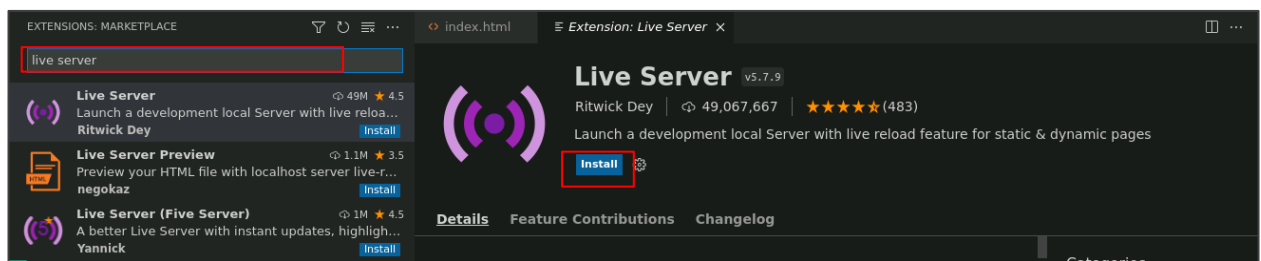 EXTENSIONS: MARKETPLACE
live server
Live Server 49M ★ 4.5
Launch a development local Server with live reloa...
Ritwick Dey Install
Live Server Preview 1.1M ★ 3.5
Preview your HTML file with localhost server live-r...
negokaz Install
HTML
Live Server (Five Server) 1M ★ 4.5
A better Live Server with instant updates, highligh...
Yannick Install
5
index.html
Extension: Live Server
Live Server v5.7.9
Ritwick Dey 49,067,667 (483)
Launch a development local Server with live reload feature for static & dynamic pages
Install
Details Feature Contributions Changelog
Categories